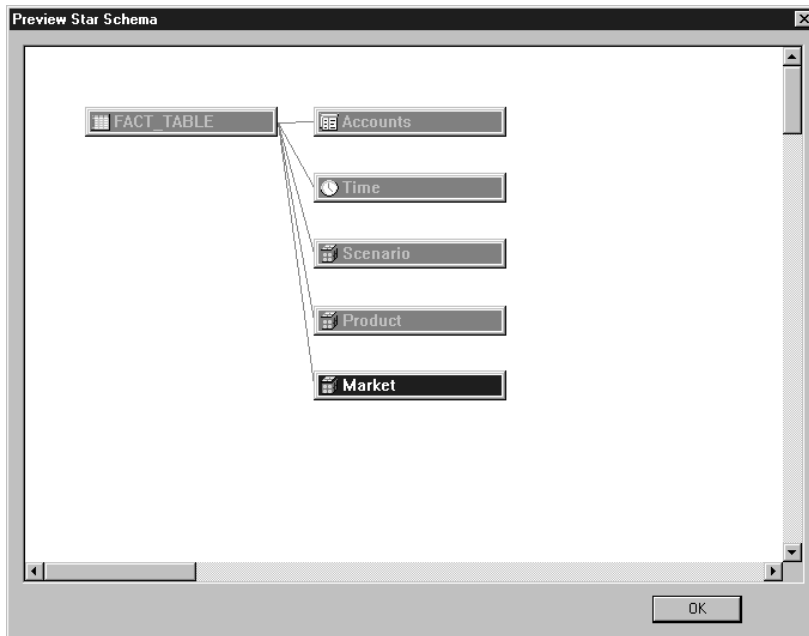 Preview Star Schema
FACT_TABLE
Accounts
Time
Scenario
Product
Market
OK